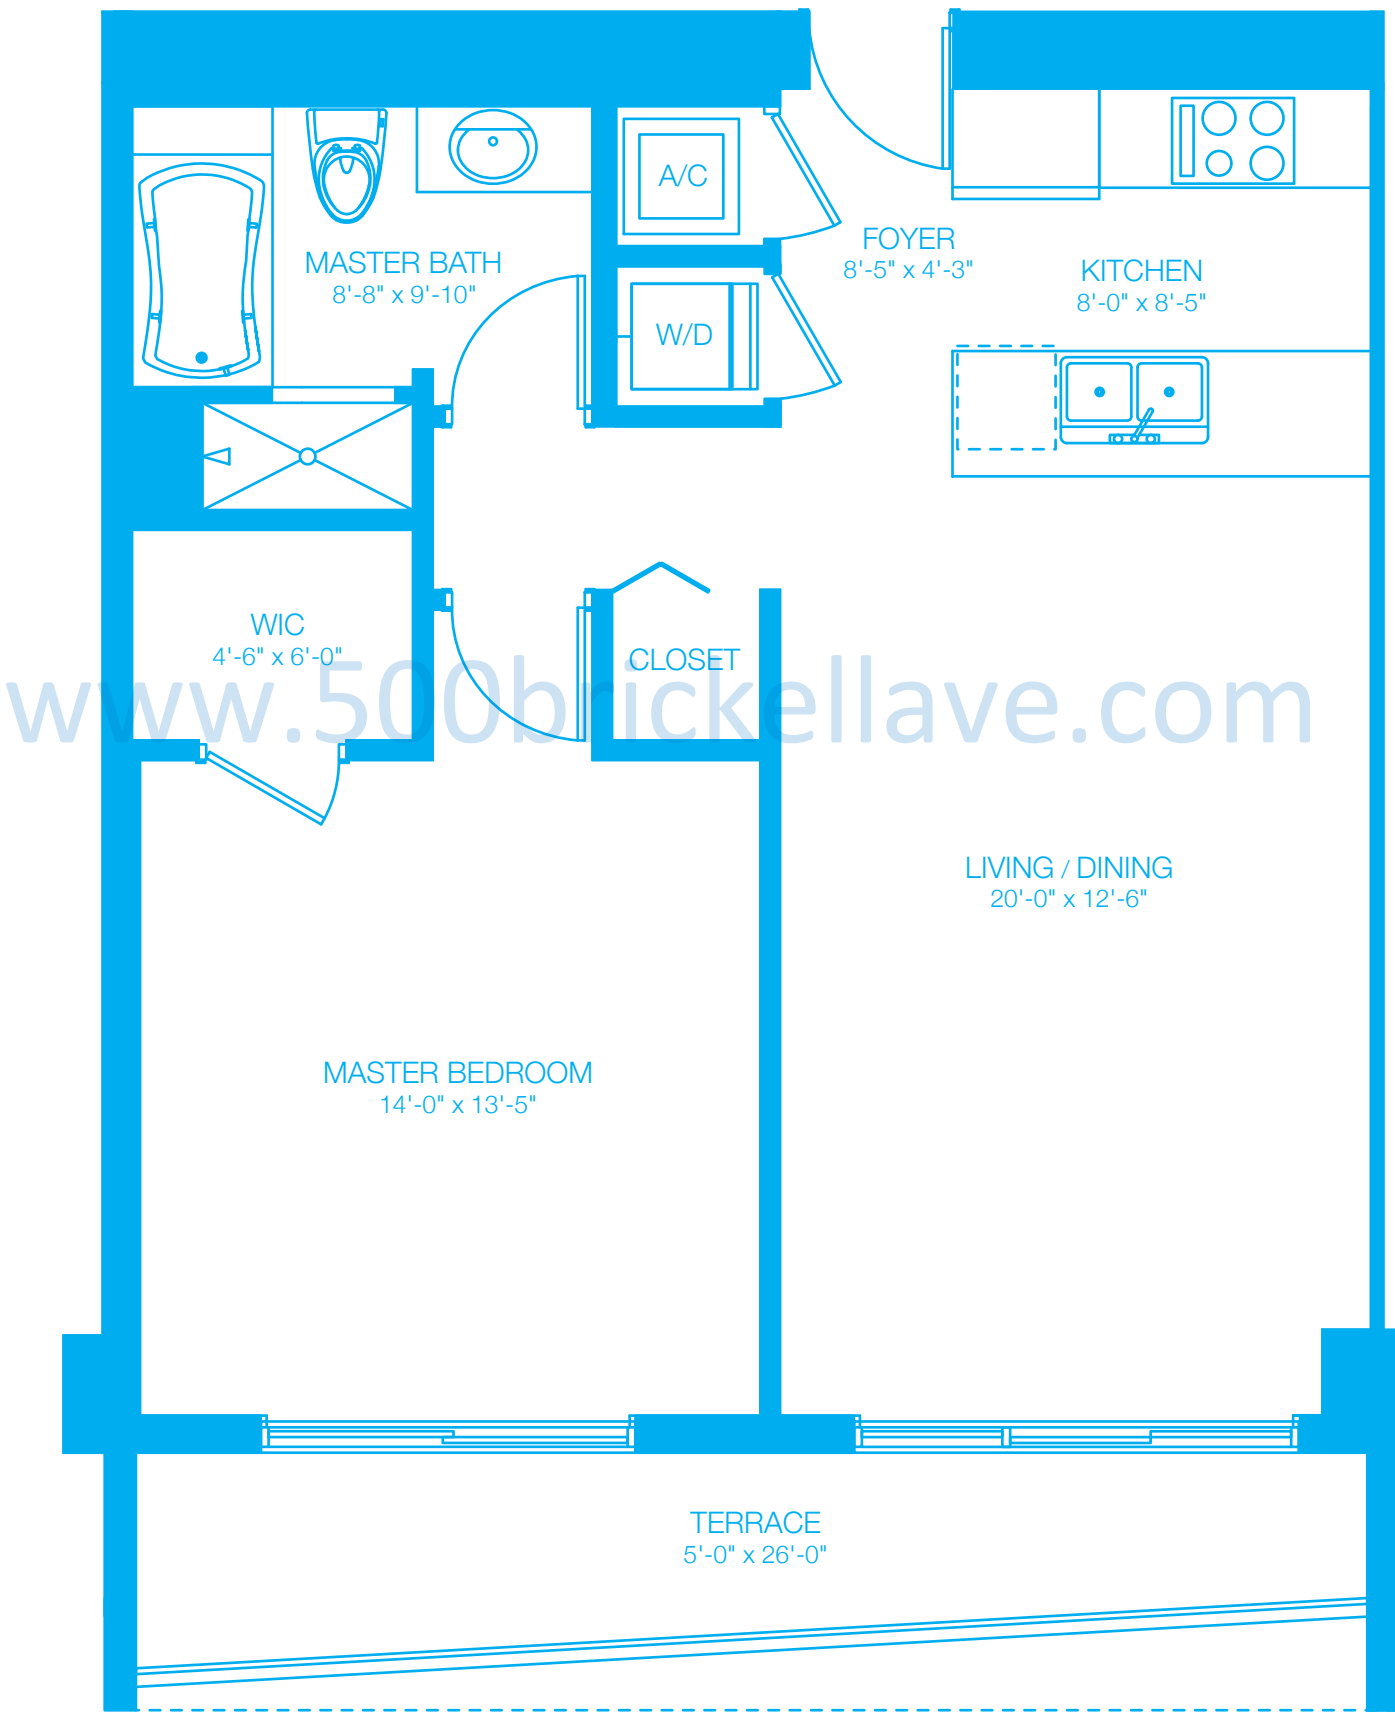 A/C
FOYER
8'-5" x 4'-3"
MASTER BATH
8'-8" x 9'-10"
KITCHEN
8'-0" x 8'-5"
W/D
WIC
4'-6" x 6'-0"
CLOSET
www.500brickellave.com
LIVING / DINING
20'-0" x 12'-6"
MASTER BEDROOM
14'-0" x 13'-5"
TERRACE
5'-0" x 26'-0"